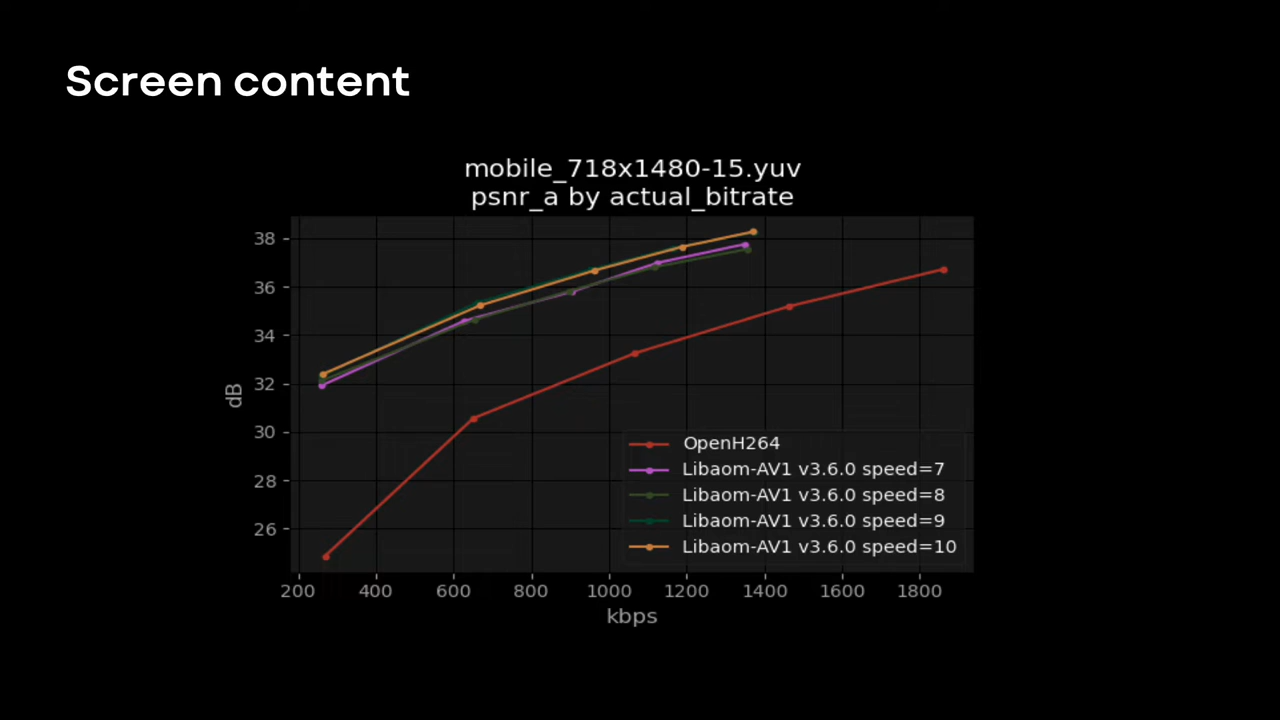 Screen content
mobile_718x1480-15.yuv
psnr_a by actual_bitrate
38
36
34
32
30
28
26
dB
OpenH264
Libaom-AV1 v3.6.0 speed=7
Libaom-AV1 v3.6.0 speed=8
Libaom-AV1 v3.6.0 speed=9
Libaom-AV1 v3.6.0 speed=10
200 400 600 800 1000 1200 1400 1600 1800
kbps